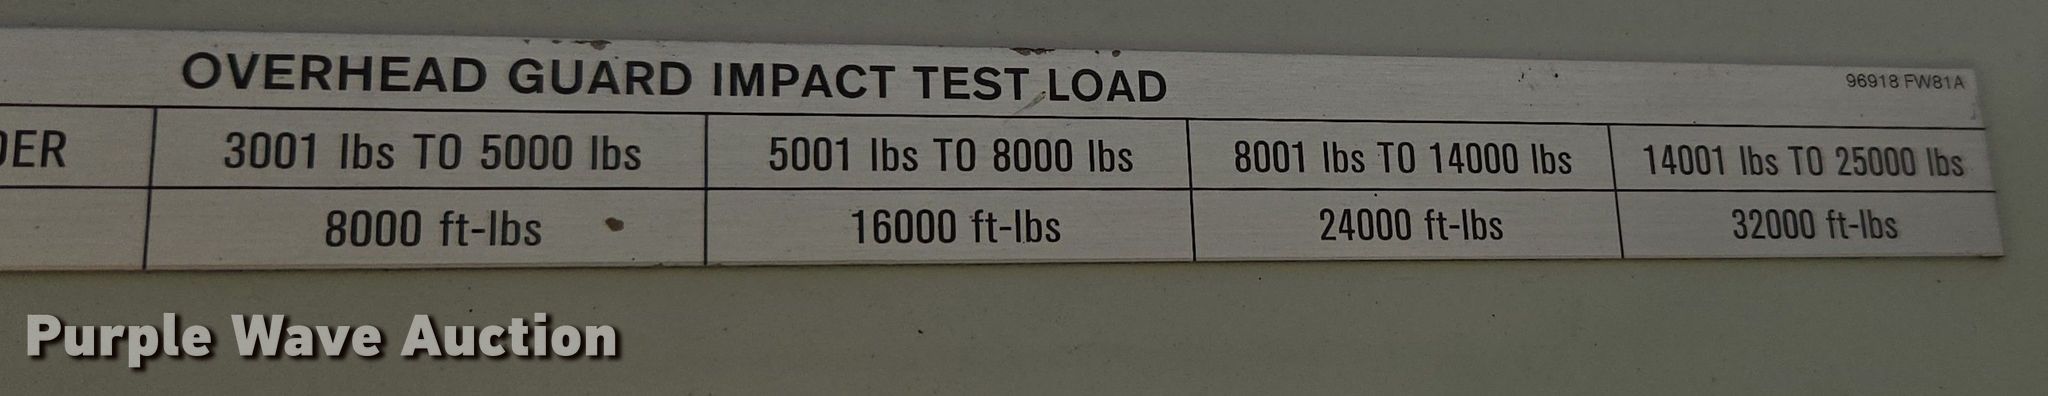 OVERHEAD GUARD IMPACT TEST LOAD
96918 FW81A
DER 3001 lbs TO 5000 lbs 5001 lbs TO 8000 lbs 8001 lbs TO 14000 lbs 14001 lbs TO 25000 lbs
8000 ft-lbs 16000 ft-lbs 24000 ft-lbs 32000 ft-lbs
Purple Wave Auction